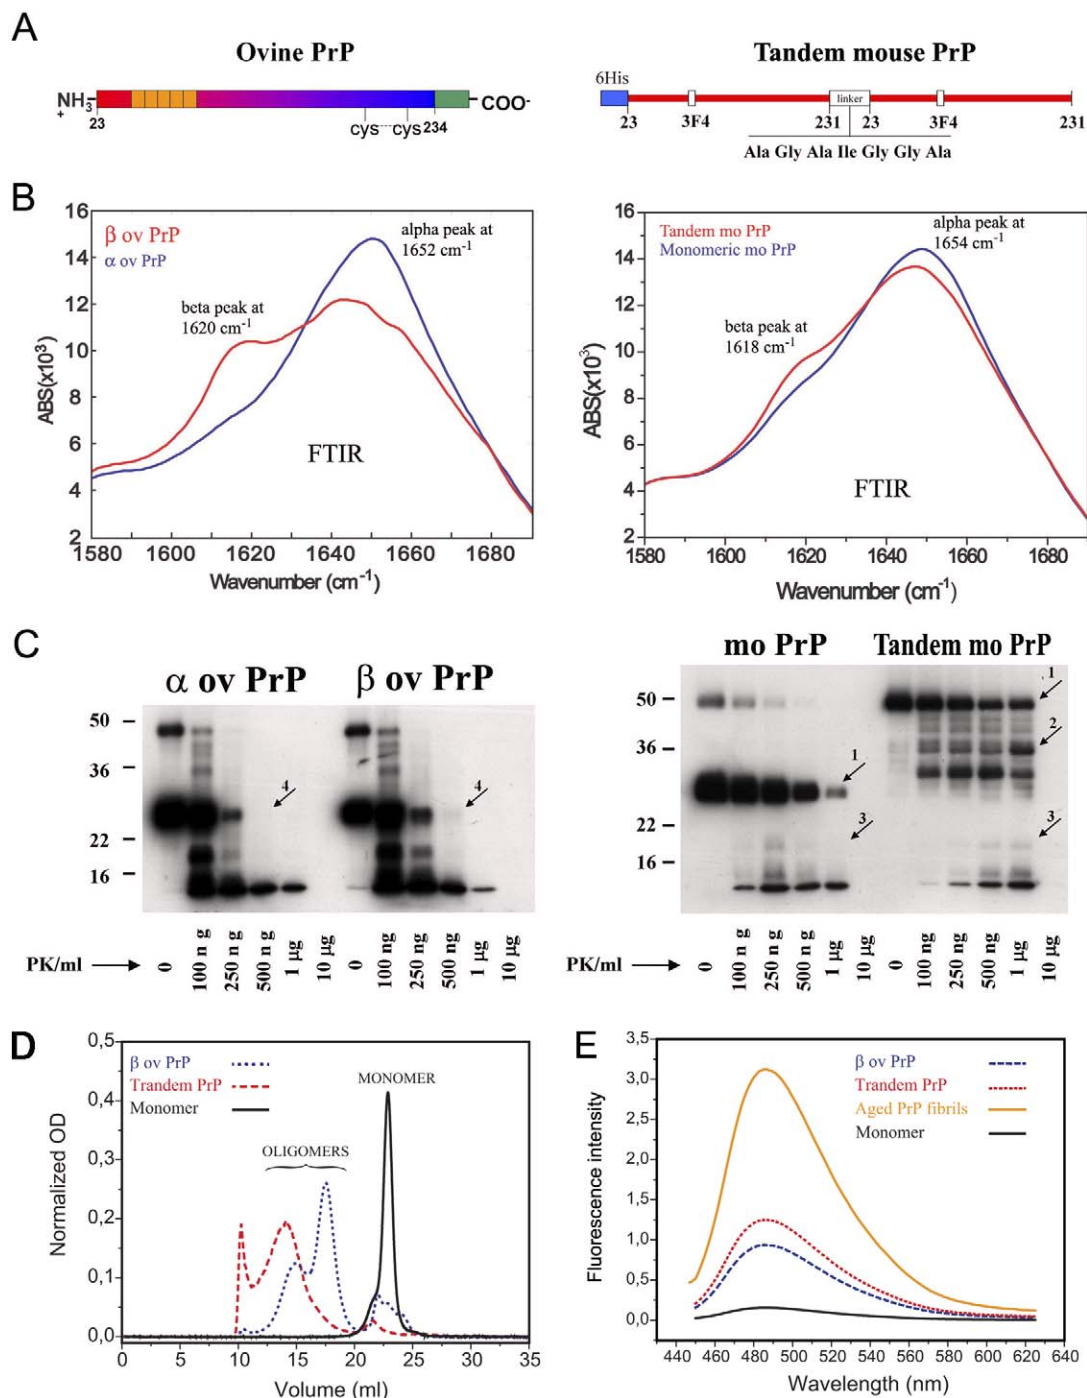 A
Ovine PrP
Tandem mouse PrP
NH3
+
23
cys
cys
234
COO-
6His
23
3F4
231
linker
23
3F4
231
Ala Gly Ala Ile Gly Gly Ala
B
β ov PrP
α ov PrP
alpha peak at
1652 cm-1
beta peak at
1620 cm-1
FTIR
ABS(x10³)
16
14
12
10
8
6
4
2
1580
1600
1620
1640
1660
1680
Wavenumber (cm-1)
Tandem mo PrP
Monomeric mo PrP
alpha peak at
1654 cm-1
beta peak at
1618 cm-1
FTIR
ABS(x10³)
16
14
12
10
8
6
4
2
1580
1600
1620
1640
1660
1680
Wavenumber (cm-1)
C
α ov PrP
β ov PrP
50
36
22
16
4
4
PK/ml
0
100 n g
250 n g
500 ng
1 µg
10 µg
0
100 ng
250 ng
500 ng
1 µg
10 µg
mo PrP
Tandem mo PrP
50
36
22
16
1
3
1
2
3
PK/ml
0
100 n g
250 ng
500 ng
1 µg
10 µg
0
100 ng
250 ng
500 ng
1 µg
10 µg
D
β ov PrP
Trandem PrP
Monomer
OLIGOMERS
MONOMER
Normalized OD
0,5
0,4
0,3
0,2
0,1
0,0
0
5
10
15
20
25
30
35
Volume (ml)
E
β ov PrP
Trandem PrP
Aged PrP fibrils
Monomer
Fluorescence intensity
3,5
3,0
2,5
2,0
1,5
1,0
0,5
0,0
440
460
480
500
520
540
560
580
600
620
640
Wavelength (nm)